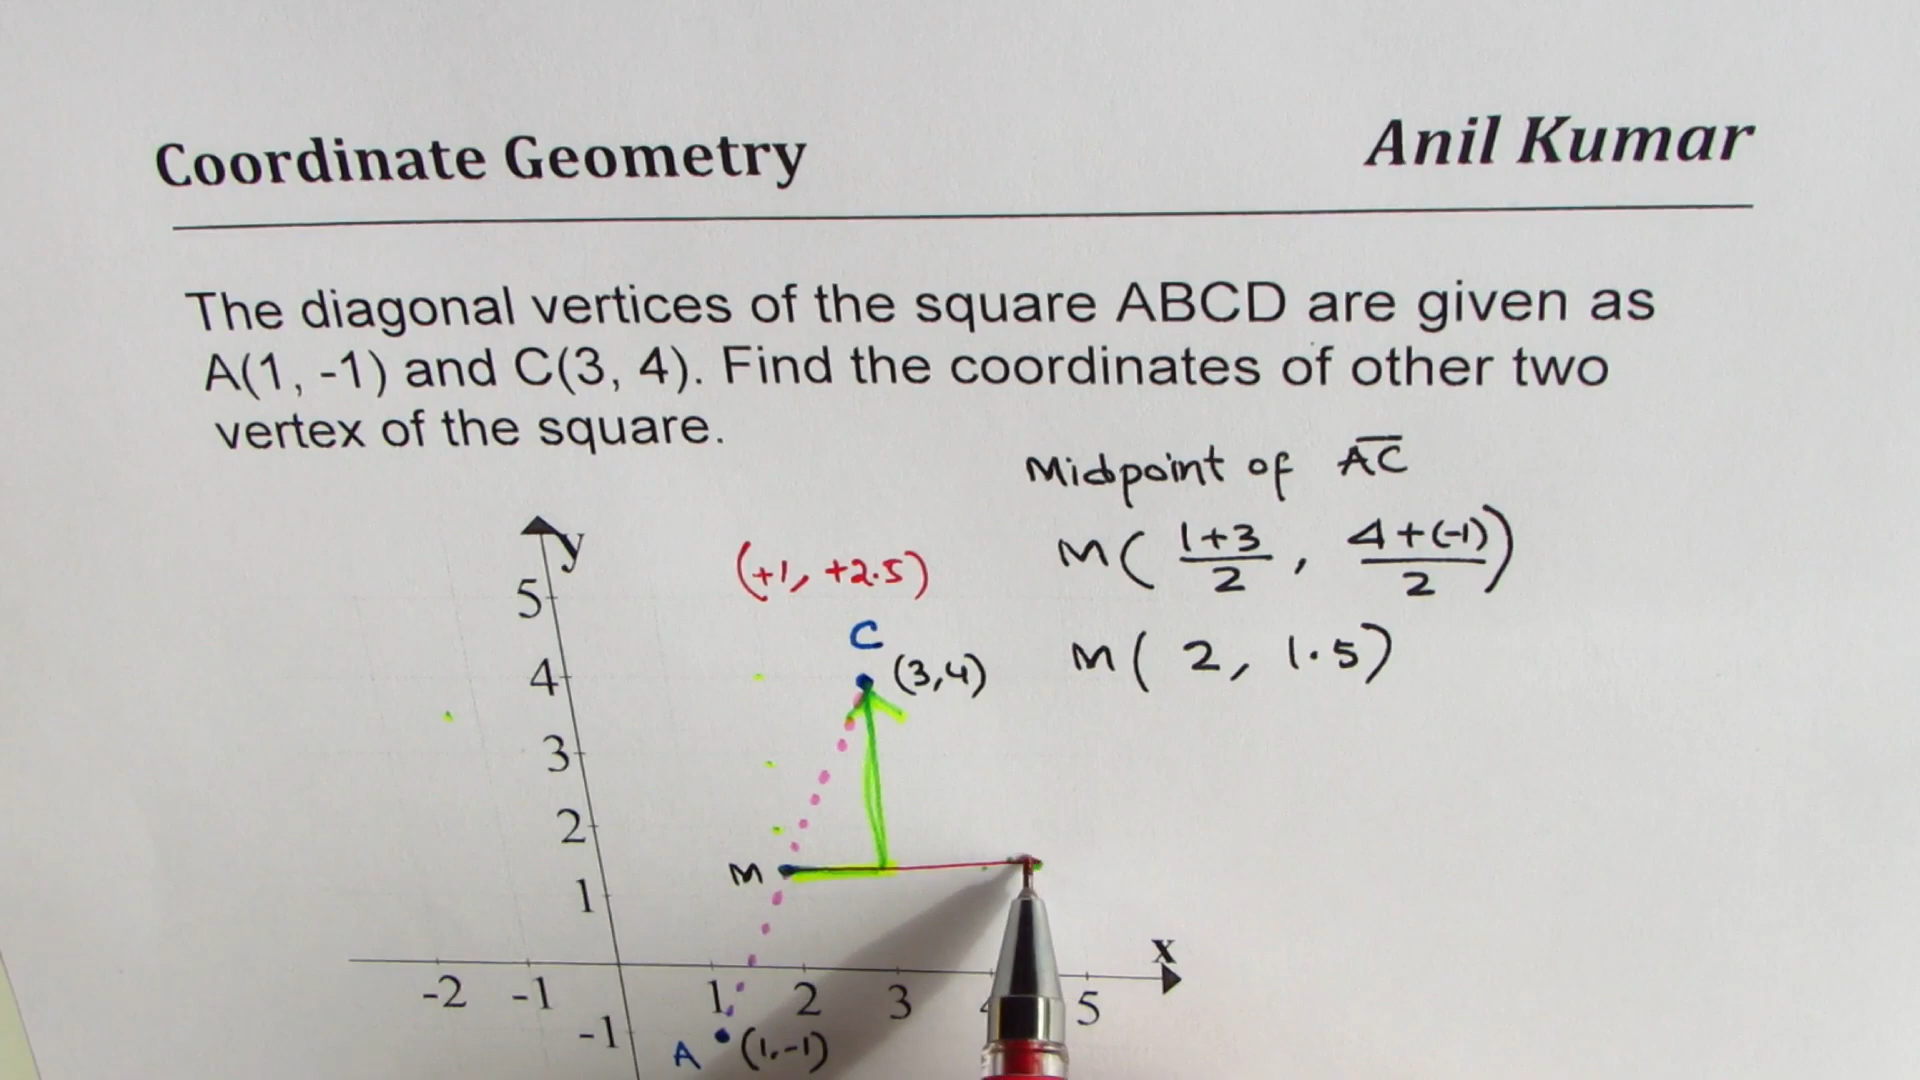 Coordinate Geometry
Anil Kumar
The diagonal vertices of the square ABCD are given as
A(1, -1) and C(3, 4). Find the coordinates of other two
vertex of the square.
Midpoint of A̅C̅
M( 1+3/2 , 4+(-1)/2 )
M( 2, 1.5)
y
(+1, +2.5)
5
C
(3,4)
4
3
2
M
1
x
-2 -1 1 2 3 4 5
-1
A (1,-1)